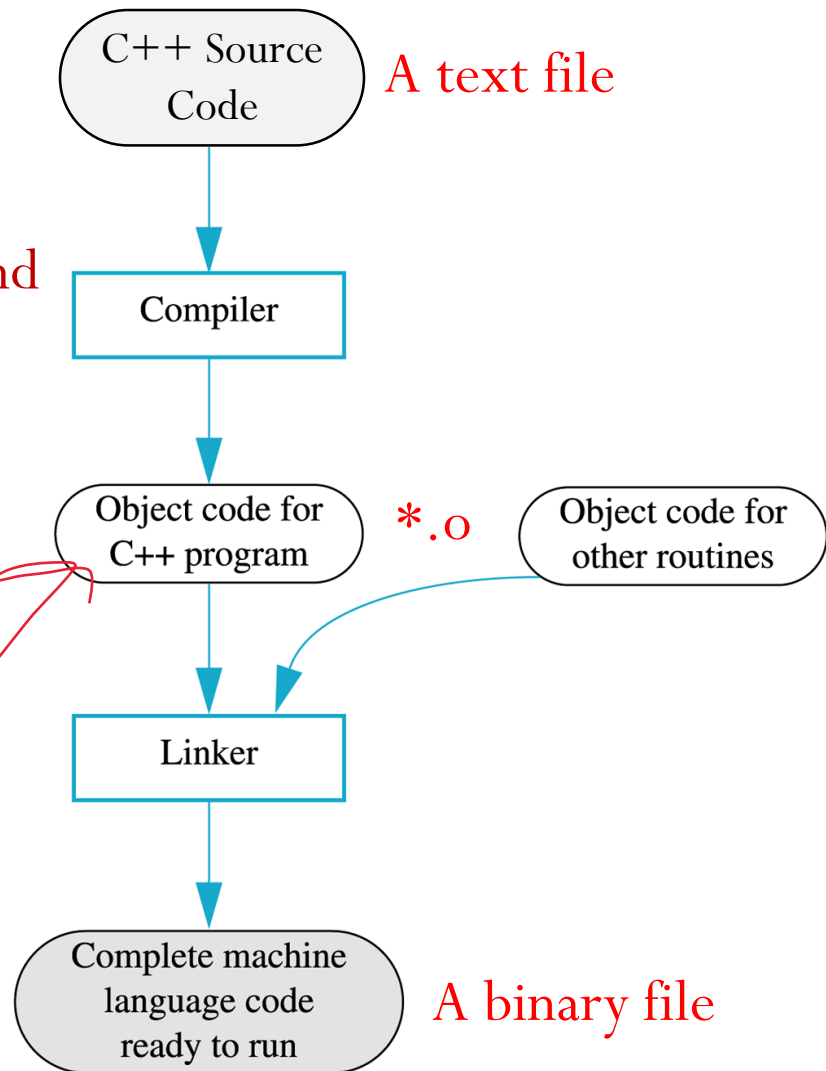 C++ Source
Code
A text file
nd
Compiler
Object code for
C++ program
*.o
Object code for
other routines
Linker
Complete machine
language code
ready to run
A binary file